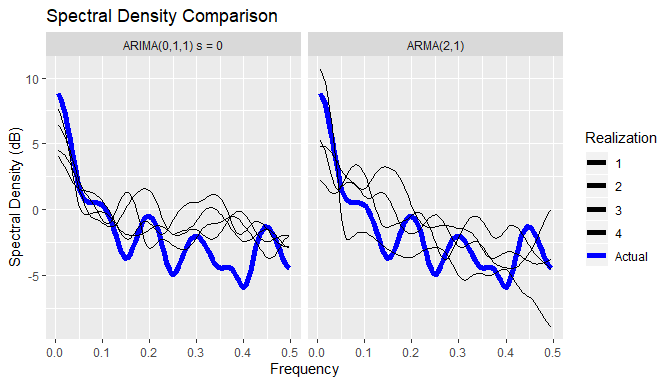 Spectral Density Comparison
ARIMA(0,1,1) s = 0
ARMA(2,1)
Spectral Density (dB)
10
5
0
-5
0.0 0.1 0.2 0.3 0.4 0.5
0.0 0.1 0.2 0.3 0.4 0.5
Frequency
Realization
1
2
3
4
Actual